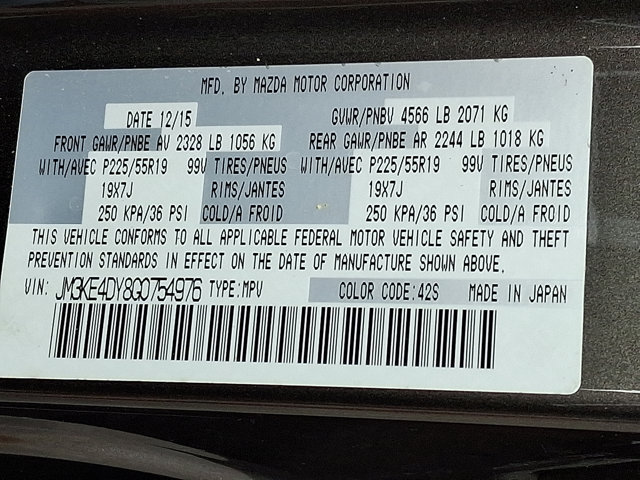 MFD. BY MAZDA MOTOR CORPORATION
DATE 12/15 GVWR/PNBV 4566 LB 2071 KG
FRONT GAWR/PNBE AV 2328 LB 1056 KG REAR GAWR/PNBE AR 2244 LB 1018 KG
WITH/AVEC P225/55R19 99V TIRES/PNEUS WITH/AVEC P225/55R19 99V TIRES/PNEUS
19X7J RIMS/JANTES 19X7J RIMS/JANTES
250 KPA/36 PSI COLD/A FROID 250 KPA/36 PSI COLD/A FROID
THIS VEHICLE CONFORMS TO ALL APPLICABLE FEDERAL MOTOR VEHICLE SAFETY AND THEFT
PREVENTION STANDARDS IN EFFECT ON THE DATE OF MANUFACTURE SHOWN ABOVE.
VIN: JM3KE4DY8G0754976 TYPE:MPV COLOR CODE:42S MADE IN JAPAN